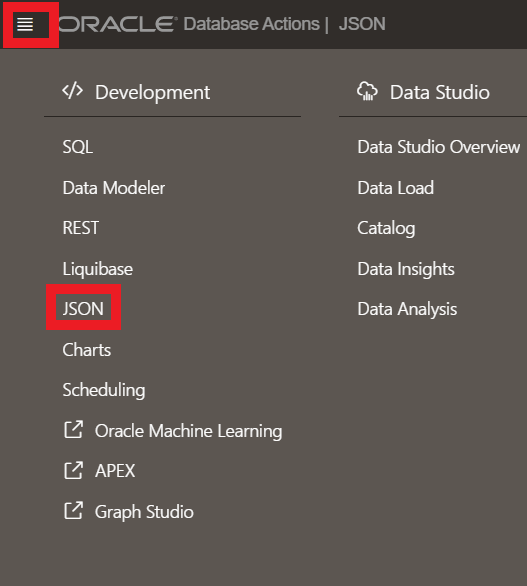 ORACLE Database Actions | JSON
Development
SQL
Data Modeler
REST
Liquibase
JSON
Charts
Scheduling
Oracle Machine Learning
APEX
Graph Studio
Data Studio
Data Studio Overview
Data Load
Catalog
Data Insights
Data Analysis